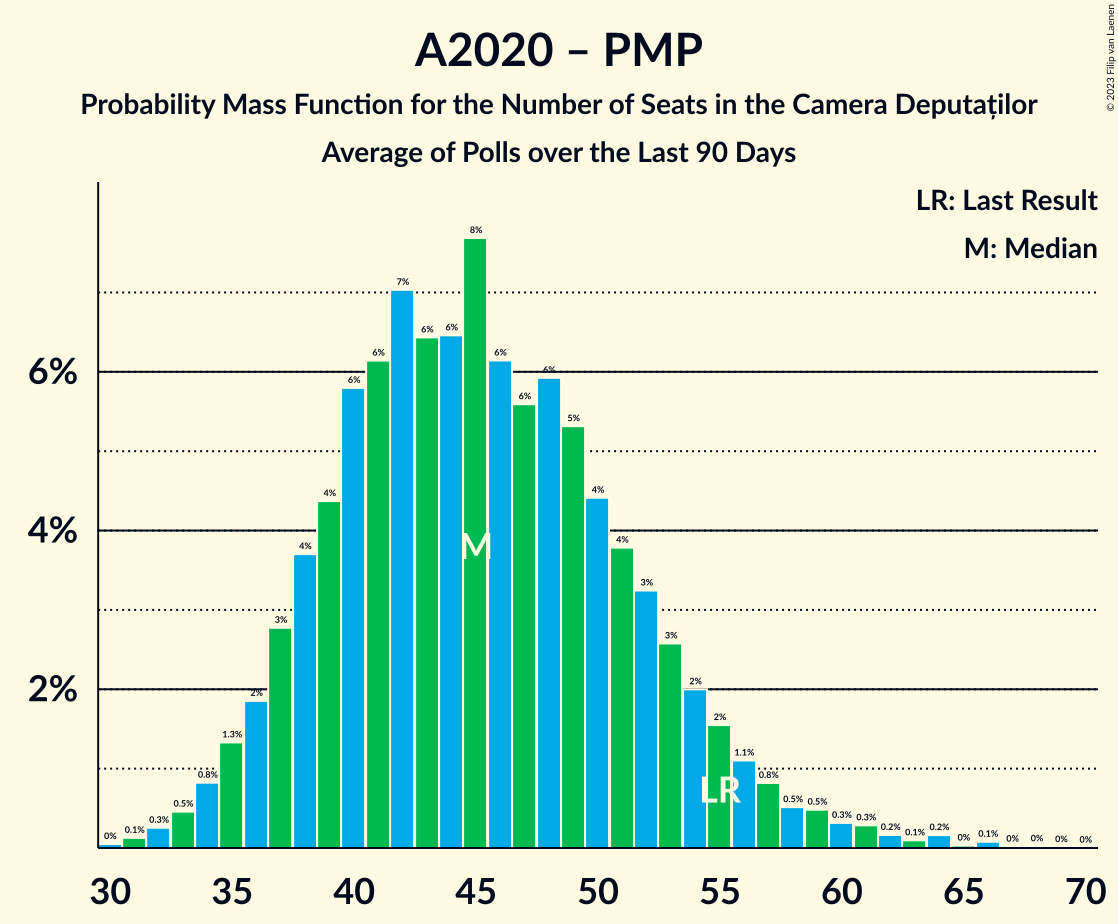 A2020 – PMP
Probability Mass Function for the Number of Seats in the Camera Deputaților
Average of Polls over the Last 90 Days
© 2023 Filip van Laenen
LR: Last Result
M: Median
8%
7%
6% 6% 6% 6% 6% 6% 6% 6%
6%
5%
4% 4% 4% 4%
4%
M
3% 3% 3%
2% 2% 2%
2%
1.3% 1.1%
LR
0% 0.1% 0.3% 0.5% 0.8% 0.8% 0.5% 0.5% 0.3% 0.3% 0.2% 0.1% 0.2% 0% 0.1% 0% 0% 0% 0%
30 35 40 45 50 55 60 65 70